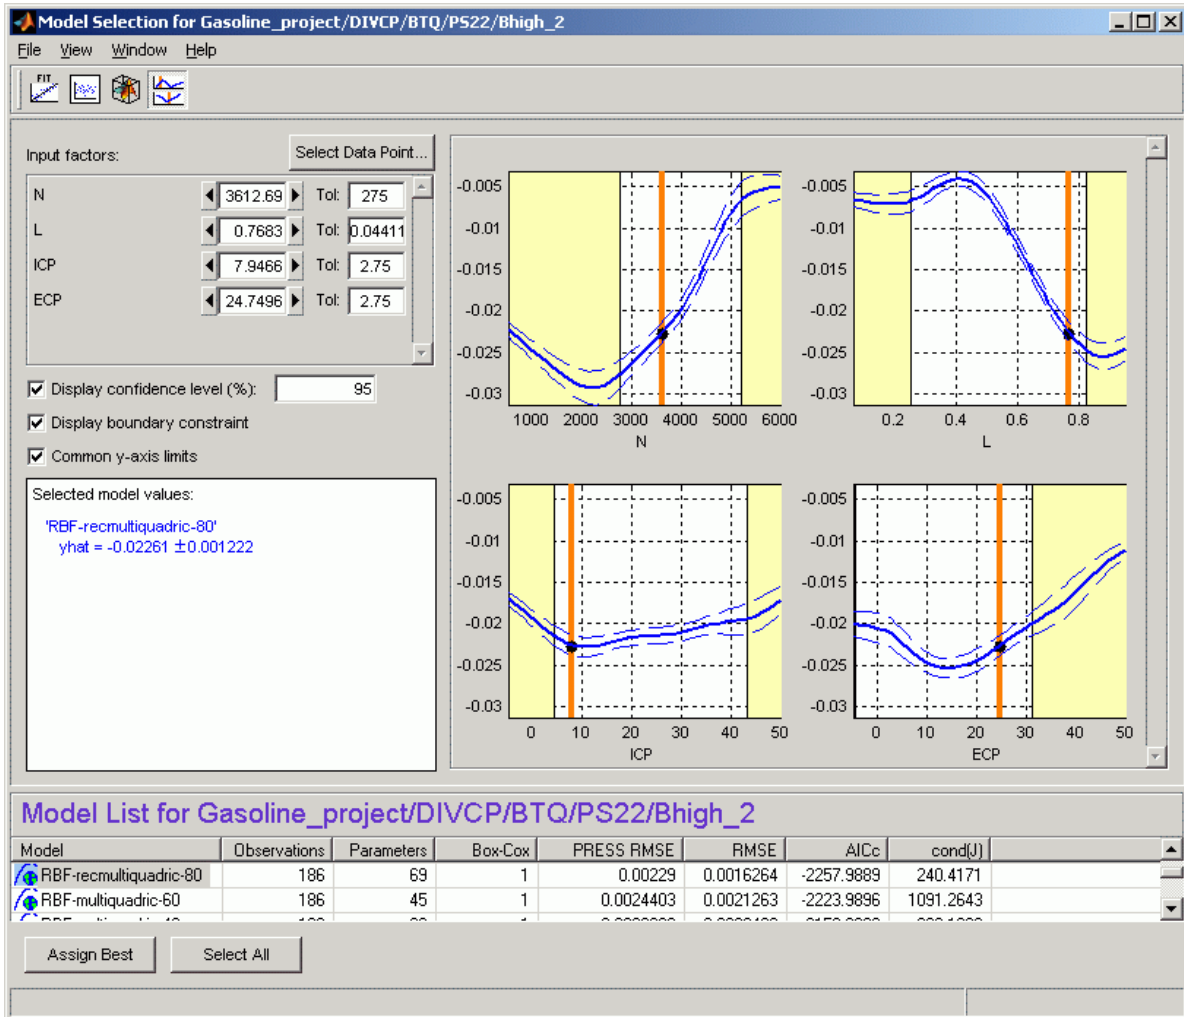 Model Selection for Gasoline_project/DIVCP/BTQ/PS22/Bhigh_2
File View Window Help
FIT
Input factors:
Select Data Point...
N 3612.69 Tol: 275
L 0.7683 Tol: 0.04411
ICP 7.9466 Tol: 2.75
ECP 24.7496 Tol: 2.75
Display confidence level (%): 95
Display boundary constraint
Common y-axis limits
Selected model values:
'RBF-recmultiquadric-80'
yhat = -0.02261 ±0.001222
-0.005
-0.01
-0.015
-0.02
-0.025
-0.03
1000 2000 3000 4000 5000 6000
N
-0.005
-0.01
-0.015
-0.02
-0.025
-0.03
0.2 0.4 0.6 0.8
L
-0.005
-0.01
-0.015
-0.02
-0.025
-0.03
0 10 20 30 40 50
ICP
-0.005
-0.01
-0.015
-0.02
-0.025
-0.03
0 10 20 30 40 50
ECP
Model List for Gasoline_project/DIVCP/BTQ/PS22/Bhigh_2
Model Observations Parameters Box-Cox PRESS RMSE RMSE AICc cond(J)
RBF-recmultiquadric-80 186 69 1 0.00229 0.0016264 -2257.9889 240.4171
RBF-multiquadric-60 186 45 1 0.0024403 0.0021263 -2223.9896 1091.2643
Assign Best
Select All